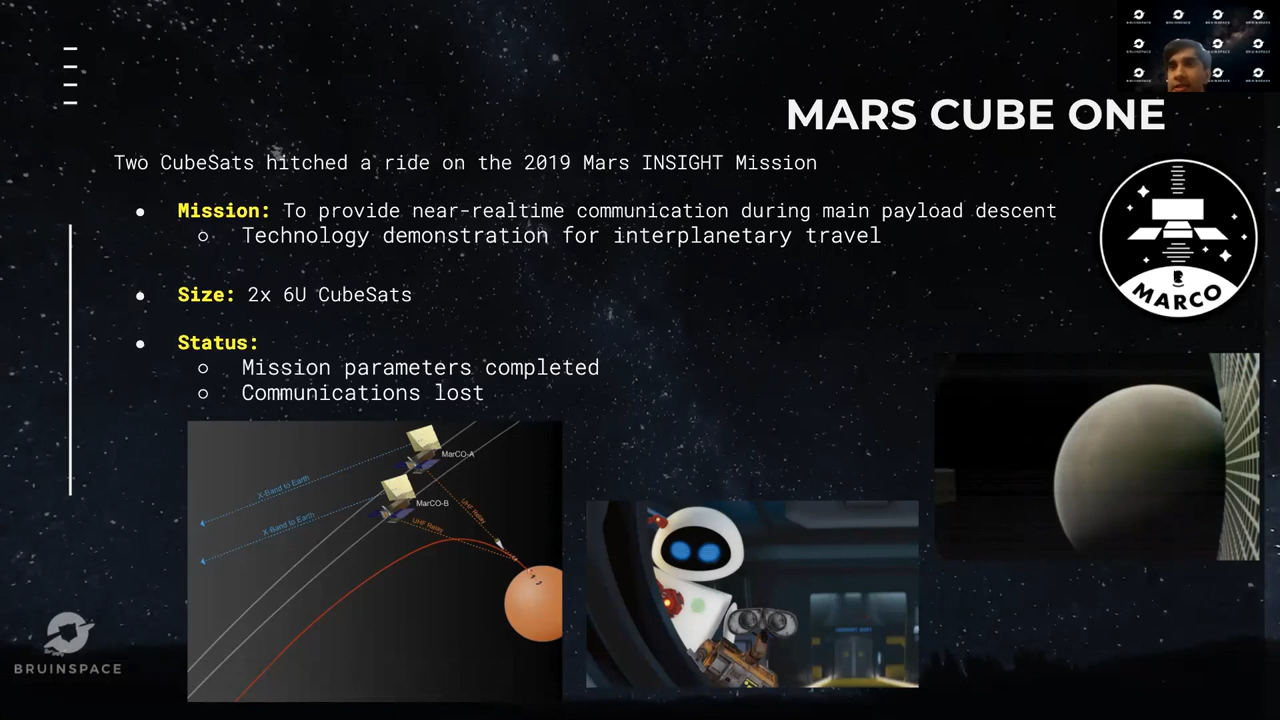 MARS CUBE ONE
Two CubeSats hitched a ride on the 2019 Mars INSIGHT Mission
● Mission: To provide near-realtime communication during main payload descent
○ Technology demonstration for interplanetary travel
● Size: 2x 6U CubeSats
● Status:
○ Mission parameters completed
○ Communications lost
MARCO
MarCO-A
X-Band to Earth
UHF Relay
MarCO-B
X-Band to Earth
UHF Relay
BRUINSPACE